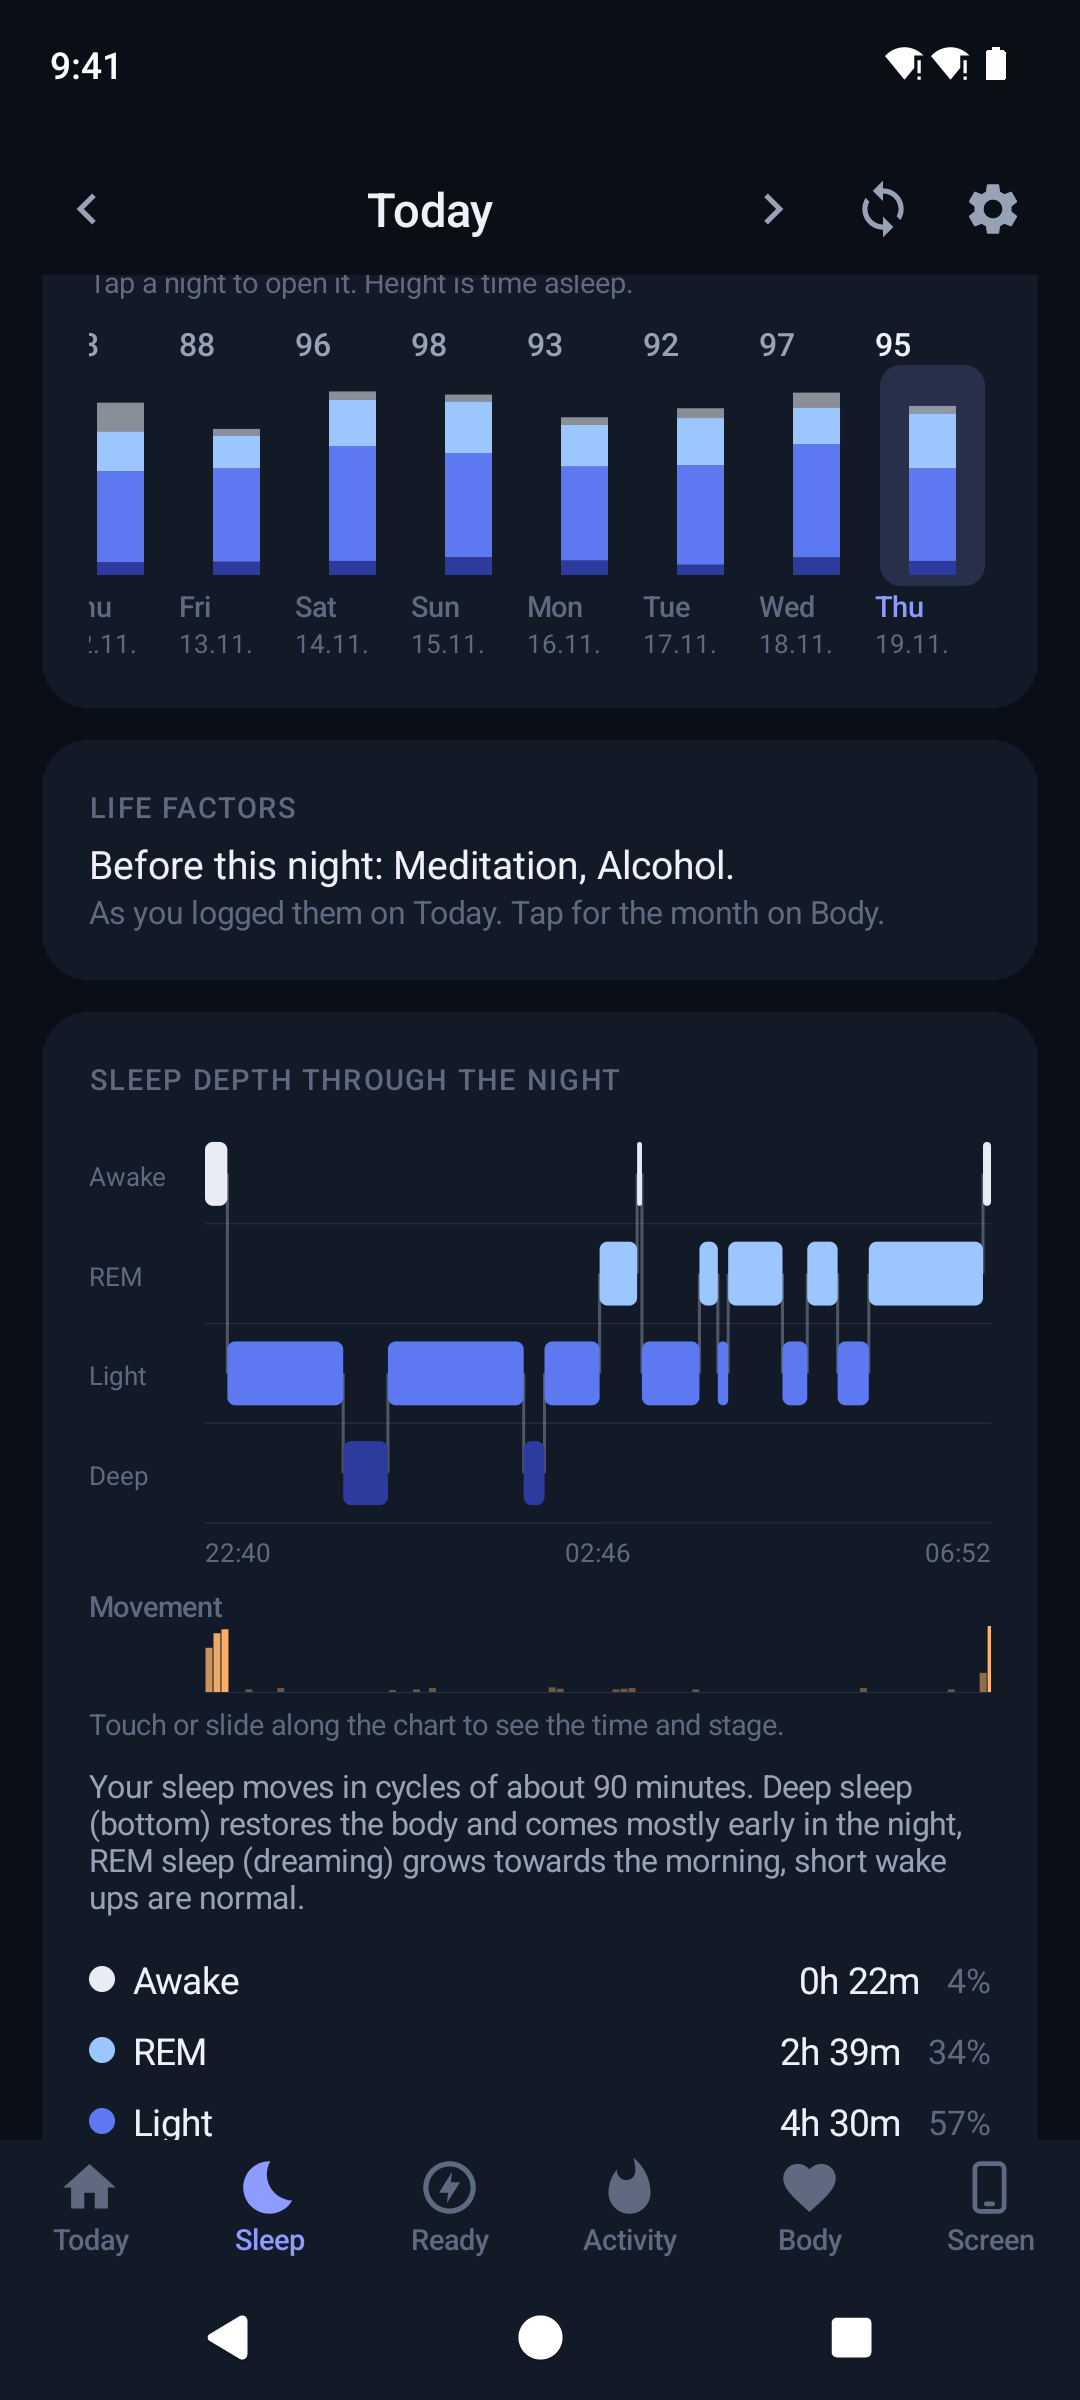 9:41
Today
Tap a night to open it. Height is time asleep.
88 96 98 93 92 97 95
Fri Sat Sun Mon Tue Wed Thu
13.11. 14.11. 15.11. 16.11. 17.11. 18.11. 19.11.
LIFE FACTORS
Before this night: Meditation, Alcohol.
As you logged them on Today. Tap for the month on Body.
SLEEP DEPTH THROUGH THE NIGHT
Awake
REM
Light
Deep
22:40 02:46 06:52
Movement
Touch or slide along the chart to see the time and stage.
Your sleep moves in cycles of about 90 minutes. Deep sleep
(bottom) restores the body and comes mostly early in the night,
REM sleep (dreaming) grows towards the morning, short wake
ups are normal.
Awake 0h 22m 4%
REM 2h 39m 34%
Light 4h 30m 57%
Today Sleep Ready Activity Body Screen